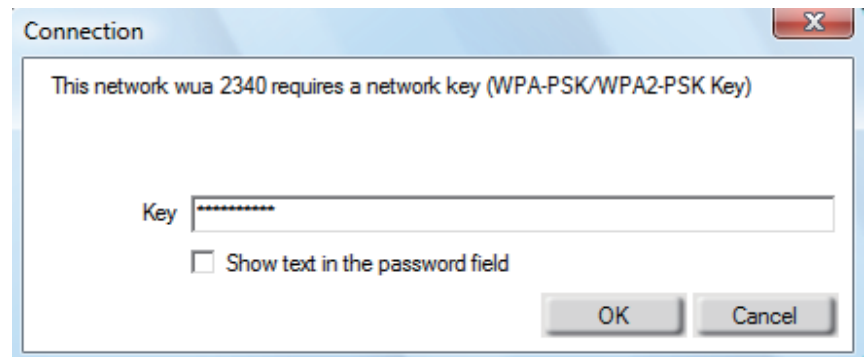 Connection
This network wua 2340 requires a network key (WPA-PSK/WPA2-PSK Key)
Key **********
Show text in the password field
OK Cancel